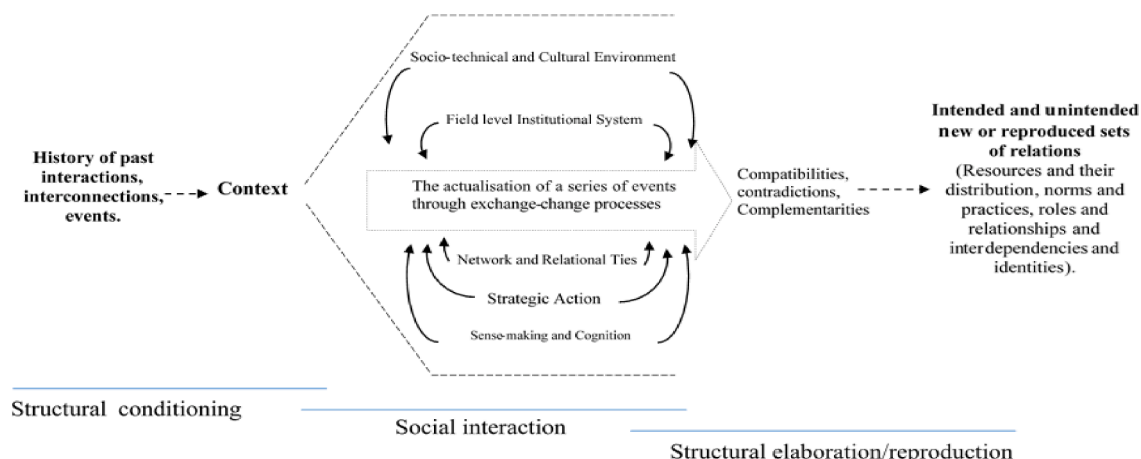 History of past
interactions,
interconnections,
events.
Context
Socio-technical and Cultural Environment
Field level Institutional System
The actualisation of a series of events
through exchange-change processes
Network and Relational Ties
Strategic Action
Sense-making and Cognition
Compatibilities,
contradictions,
Complementarities
Intended and unintended
new or reproduced sets
of relations
(Resources and their
distribution, norms and
practices, roles and
relationships and
interdependencies and
identities).
Structural conditioning
Social interaction
Structural elaboration/reproduction